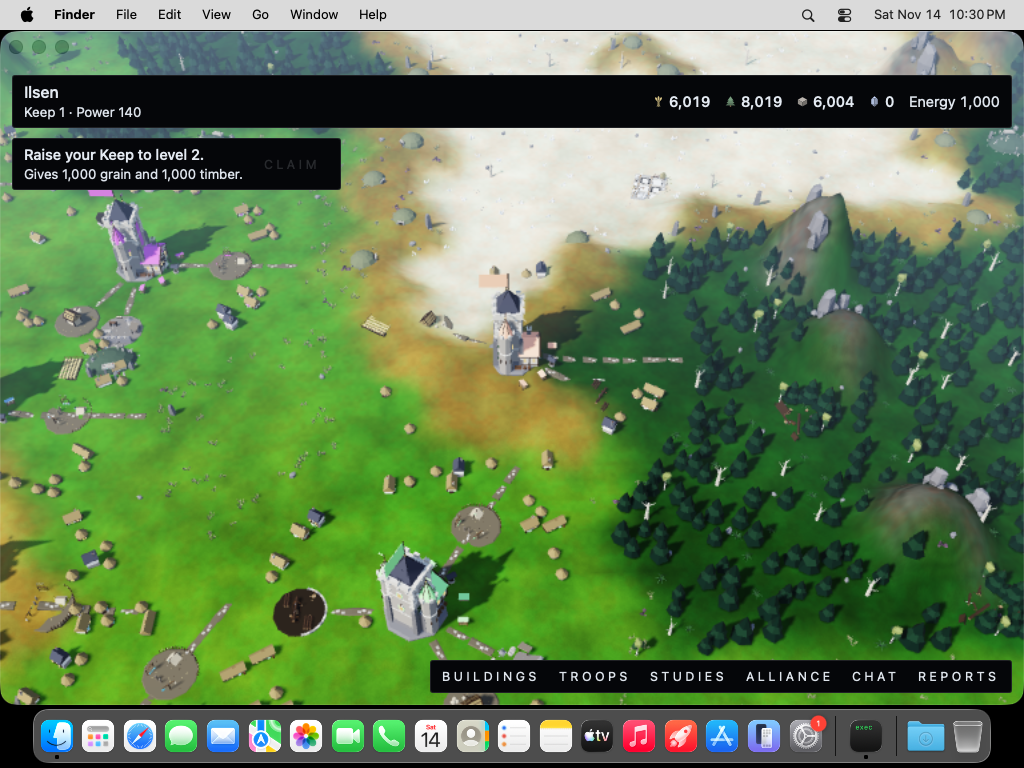 Finder File Edit View Go Window Help Sat Nov 14 10:30 PM
Ilsen
Keep 1 · Power 140
6,019 8,019 6,004 0 Energy 1,000
Raise your Keep to level 2.
Gives 1,000 grain and 1,000 timber.
CLAIM
BUILDINGS TROOPS STUDIES ALLIANCE CHAT REPORTS
Sat
14
tv
1
exec